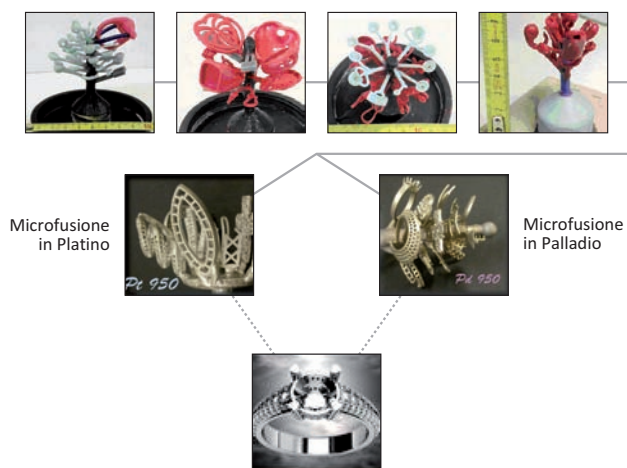 Microfusione
in Platino
Pt 950
Microfusione
in Palladio
Pd 950